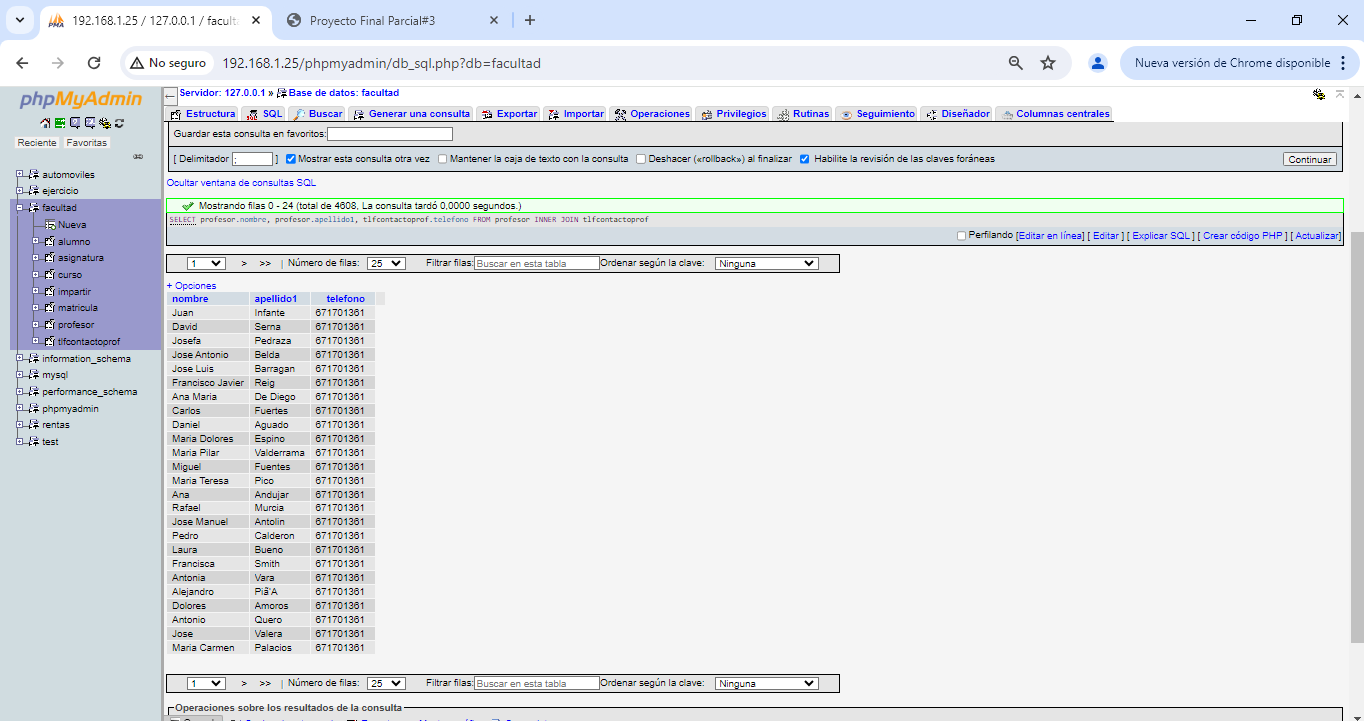 192.168.1.25 / 127.0.0.1 / faculta
Proyecto Final Parcial#3
No seguro
192.168.1.25/phpmyadmin/db_sql.php?db=facultad
Nueva versión de Chrome disponible
phpMyAdmin
Reciente Favoritas
automoviles
ejercicio
facultad
Nueva
alumno
asignatura
curso
impartir
matricula
profesor
tlfcontactoprof
information_schema
mysql
performance_schema
phpmyadmin
rentas
test
Servidor: 127.0.0.1 » Base de datos: facultad
Estructura SQL Buscar Generar una consulta Exportar Importar Operaciones Privilegios Rutinas Seguimiento Diseñador Columnas centrales
Guardar esta consulta en favoritos:
[ Delimitador ; ] Mostrar esta consulta otra vez Mantener la caja de texto con la consulta Deshacer («rollback») al finalizar Habilite la revisión de las claves foráneas Continuar
Ocultar ventana de consultas SQL
Mostrando filas 0 - 24 (total de 4608, La consulta tardó 0,0000 segundos.)
SELECT profesor.nombre, profesor.apellido1, tlfcontactoprof.telefono FROM profesor INNER JOIN tlfcontactoprof
Perfilando [Editar en línea] [ Editar ] [ Explicar SQL ] [ Crear código PHP ] [ Actualizar]
1 > >> | Número de filas: 25 Filtrar filas: Buscar en esta tabla Ordenar según la clave: Ninguna
+ Opciones
nombre apellido1 telefono
Juan Infante 671701361
David Serna 671701361
Josefa Pedraza 671701361
Jose Antonio Belda 671701361
Jose Luis Barragan 671701361
Francisco Javier Reig 671701361
Ana Maria De Diego 671701361
Carlos Fuertes 671701361
Daniel Aguado 671701361
Maria Dolores Espino 671701361
Maria Pilar Valderrama 671701361
Miguel Fuentes 671701361
Maria Teresa Pico 671701361
Ana Andujar 671701361
Rafael Murcia 671701361
Jose Manuel Antolin 671701361
Pedro Calderon 671701361
Laura Bueno 671701361
Francisca Smith 671701361
Antonia Vara 671701361
Alejandro 671701361
Dolores Amoros 671701361
Antonio Quero 671701361
Jose Valera 671701361
Maria Carmen Palacios 671701361
1 > >> | Número de filas: 25 Filtrar filas: Buscar en esta tabla Ordenar según la clave: Ninguna
Operaciones sobre los resultados de la consulta